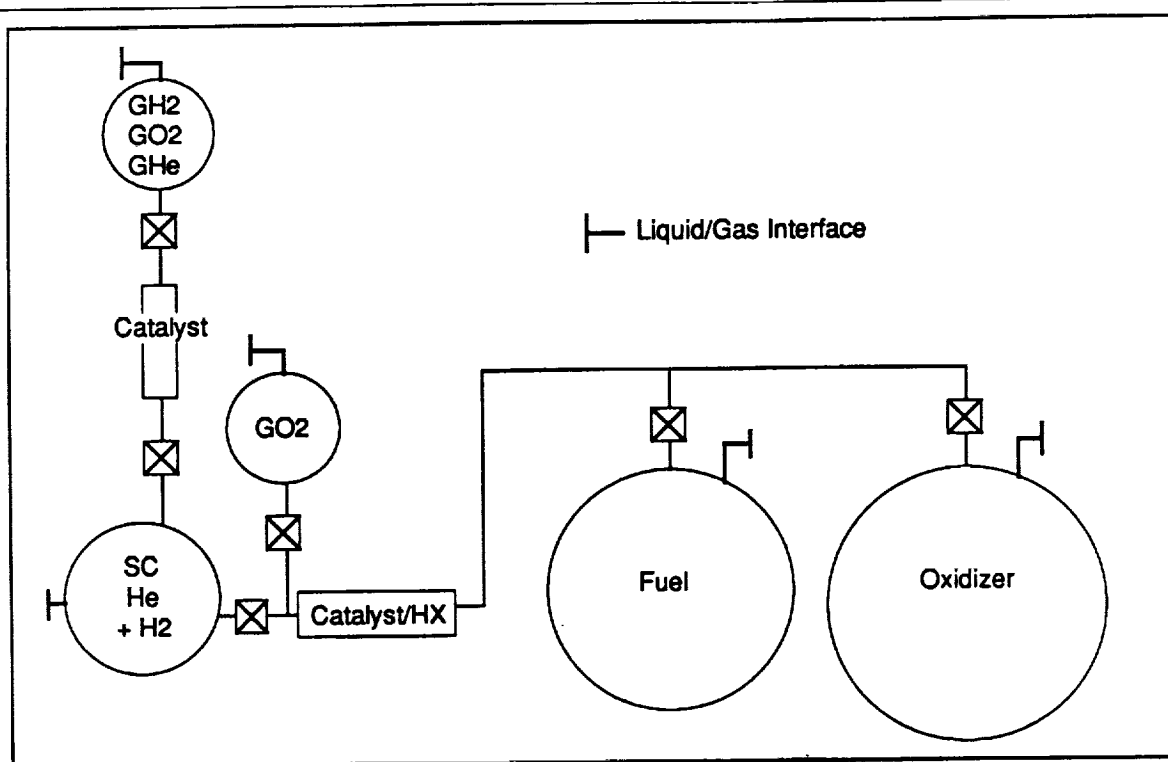 GH2
GO2
GHe
Liquid/Gas Interface
Catalyst
GO2
SC
He
+ H2
Catalyst/HX
Fuel
Oxidizer